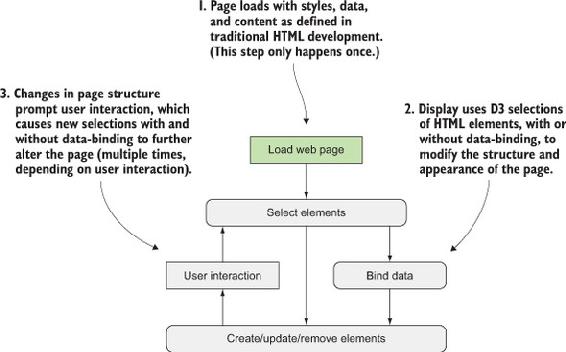 1. Page loads with styles, data,
and content as defined in
traditional HTML development.
(This step only happens once.)
3. Changes in page structure
prompt user interaction, which
causes new selections with and
without data-binding to further
alter the page (multiple times,
depending on user interaction).
2. Display uses D3 selections
of HTML elements, with or
without data-binding, to
modify the structure and
appearance of the page.
Load web page
Select elements
User interaction
Bind data
Create/update/remove elements